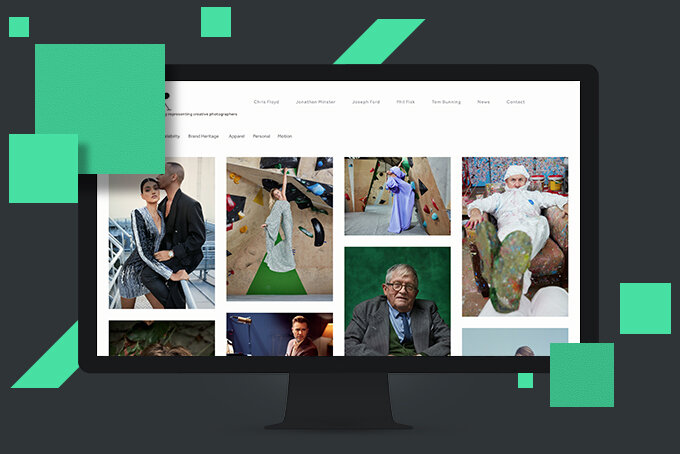 Chris Floyd Jonathan Minster Joseph Ford Phil Fisk Tom Dunning News Contact
representing creative photographers
Brand Heritage Apparel Personal Motion